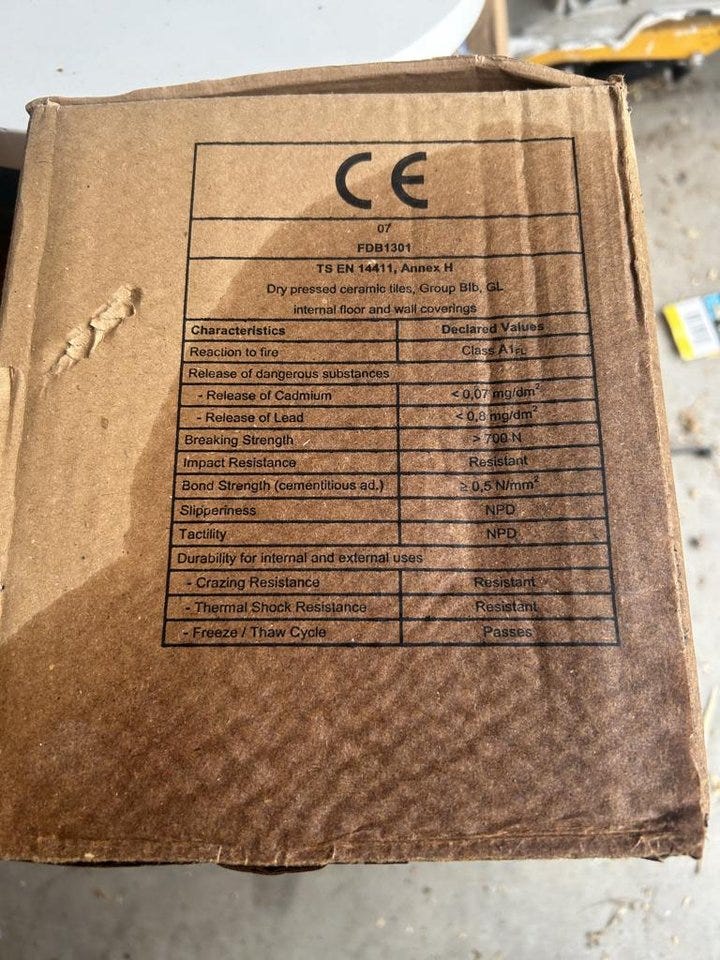 CE
07
FDB1301
TS EN 14411, Annex H
Dry pressed ceramic tiles, Group BIb, GL
internal floor and wall coverings
Characteristics Declared Values
Reaction to fire Class A1FL
Release of dangerous substances
- Release of Cadmium < 0,07 mg/dm²
- Release of Lead < 0,8 mg/dm²
Breaking Strength > 700 N
Impact Resistance Resistant
Bond Strength (cementitious ad.) ≥ 0,5 N/mm²
Slipperiness NPD
Tactility NPD
Durability for internal and external uses
- Crazing Resistance Resistant
- Thermal Shock Resistance Resistant
- Freeze / Thaw Cycle Passes